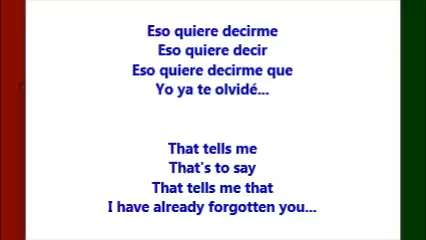 Eso quiere decirme
Eso quiere decir
Eso quiere decirme que
Yo ya te olvidé...
That tells me
That's to say
That tells me that
I have already forgotten you...